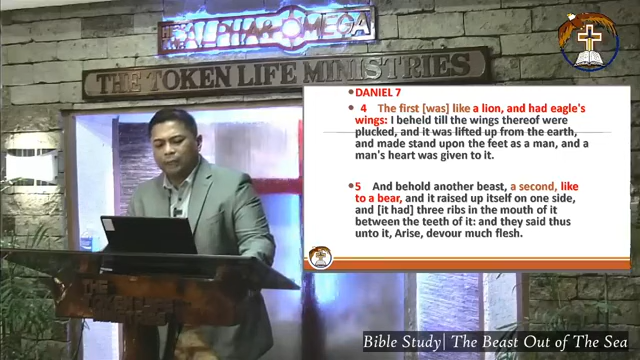 ALPHA & OMEGA
THE TOKEN LIFE MINISTRIES
•DANIEL 7
• 4 The first [was] like a lion, and had eagle's
wings: I beheld till the wings thereof were
plucked, and it was lifted up from the earth,
and made stand upon the feet as a man, and a
man's heart was given to it.
•5 And behold another beast, a second, like
to a bear, and it raised up itself on one side,
and [it had] three ribs in the mouth of it
between the teeth of it: and they said thus
unto it, Arise, devour much flesh.
THE TOKEN LIFE
Bible Study| The Beast Out of The Sea